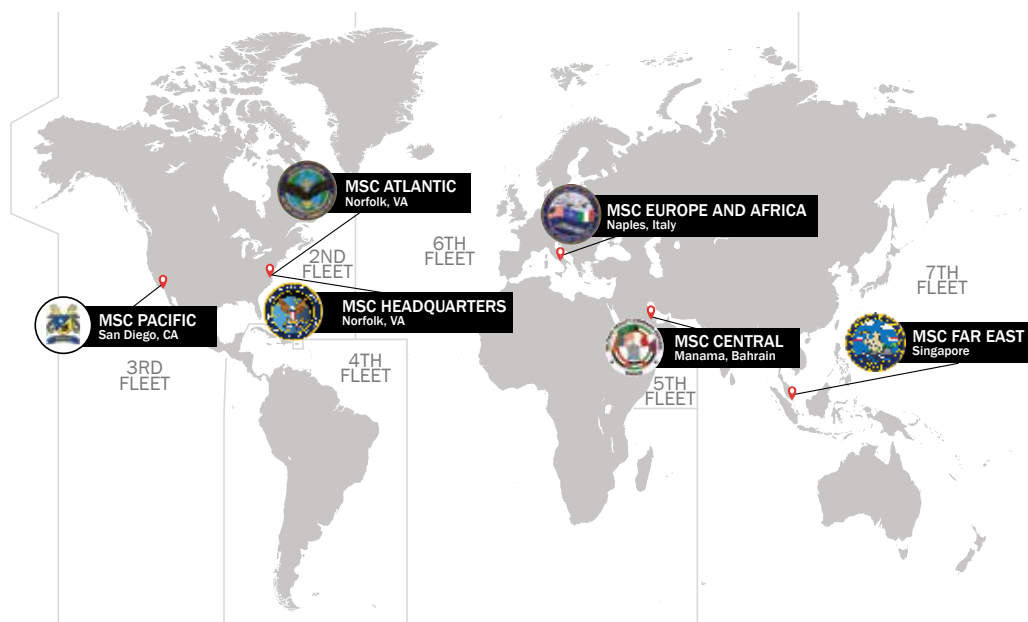 MSC ATLANTIC
Norfolk, VA
MSC EUROPE AND AFRICA
Naples, Italy
6TH
FLEET
2ND
FLEET
7TH
FLEET
MSC HEADQUARTERS
Norfolk, VA
MSC PACIFIC
San Diego, CA
MSC CENTRAL
Manama, Bahrain
MSC FAR EAST
Singapore
3RD
FLEET
4TH
FLEET
5TH
FLEET